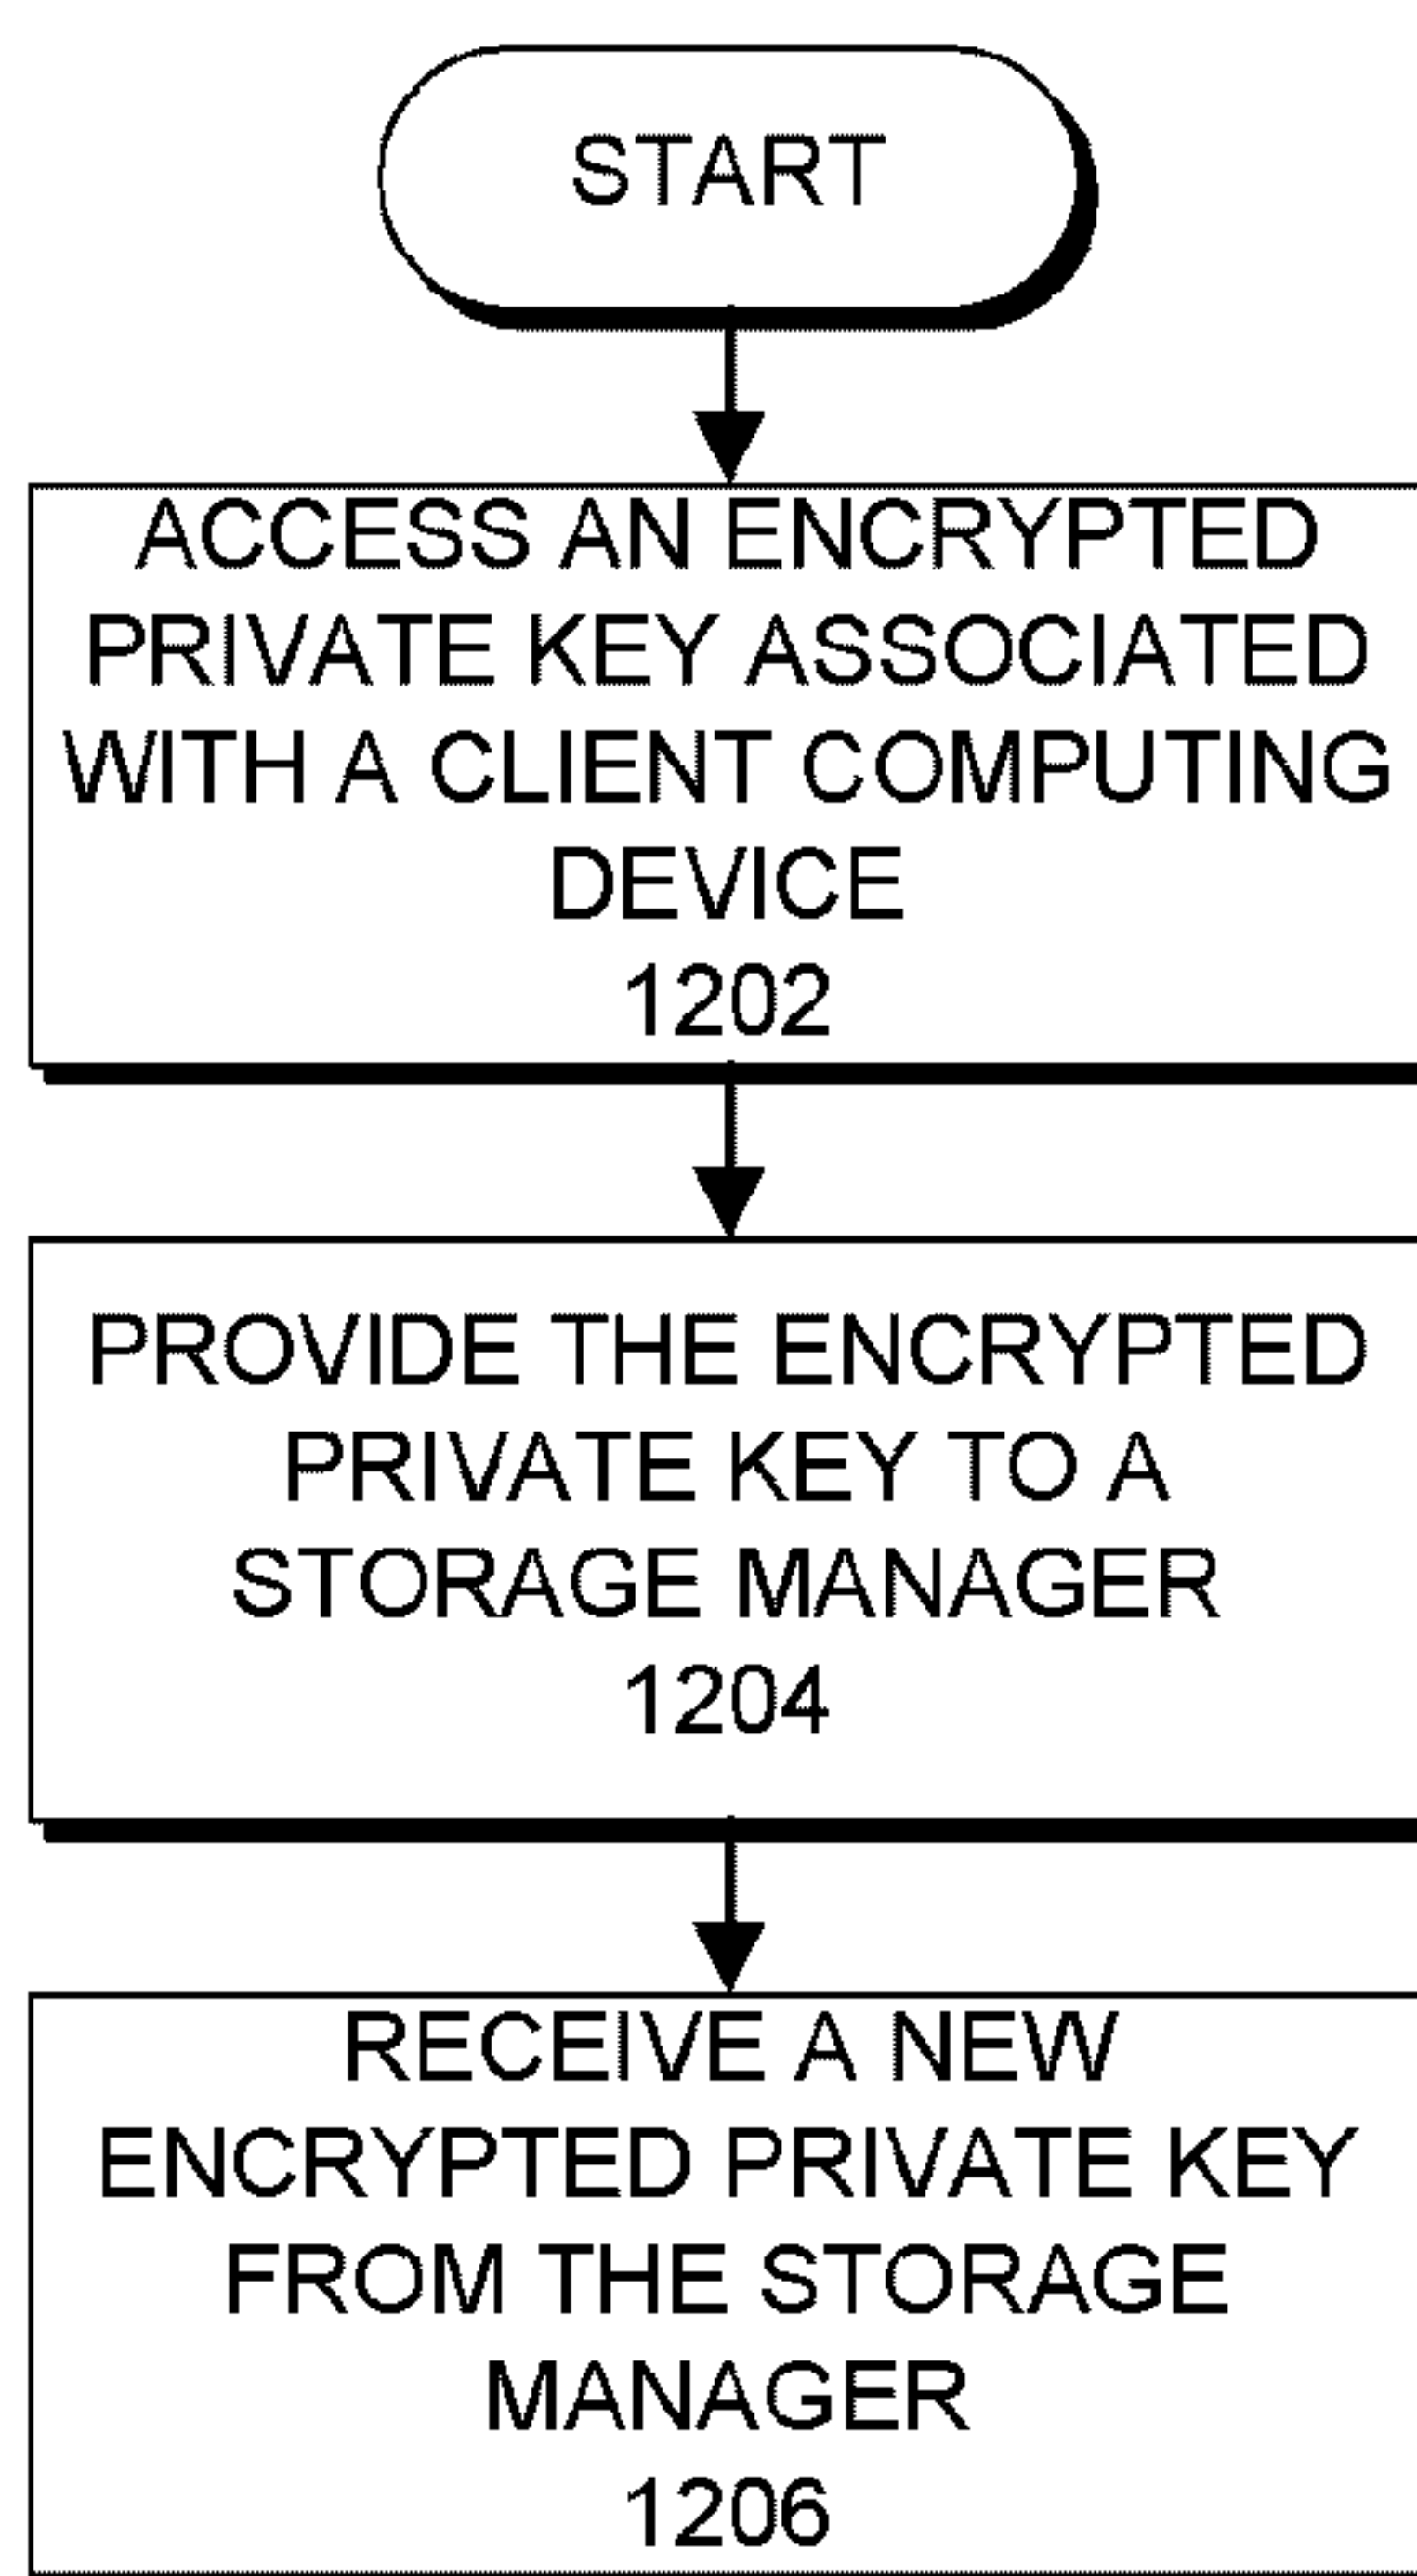 START
ACCESS AN ENCRYPTED
PRIVATE KEY ASSOCIATED
WITH A CLIENT COMPUTING
DEVICE
1202
PROVIDE THE ENCRYPTED
PRIVATE KEY TO A
STORAGE MANAGER
1204
RECEIVE A NEW
ENCRYPTED PRIVATE KEY
FROM THE STORAGE
MANAGER
1206